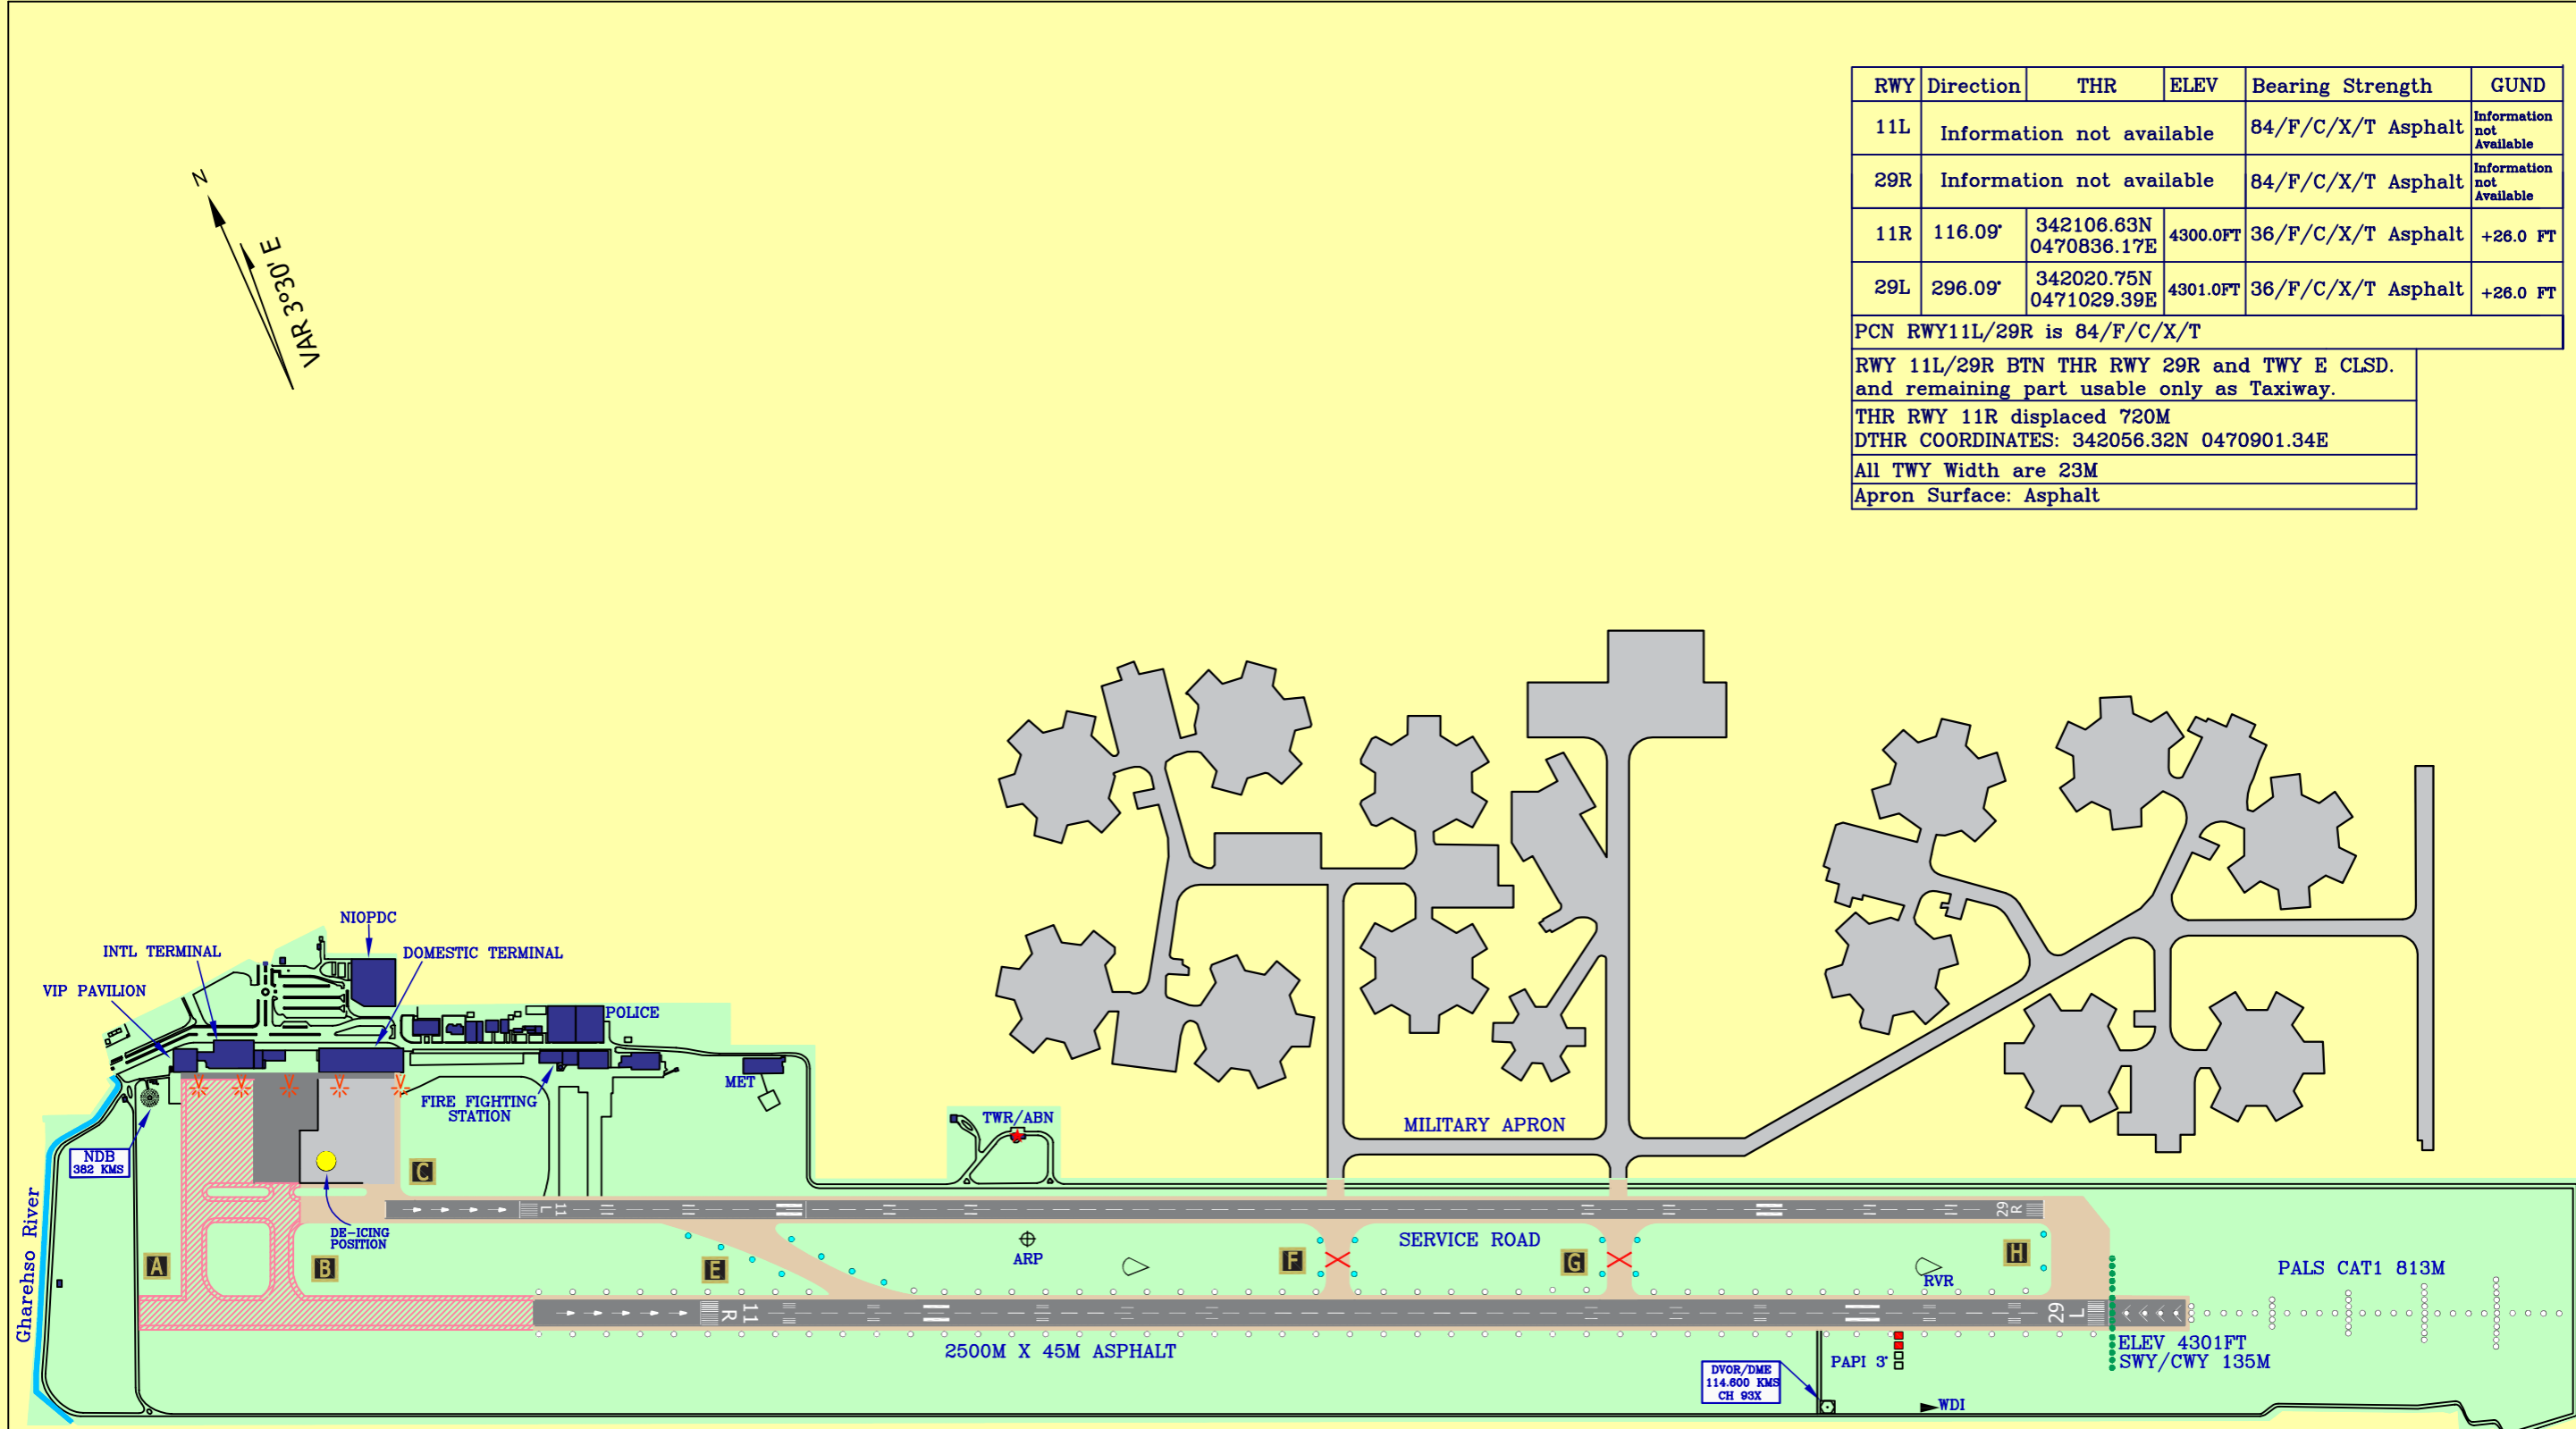 RWY Direction THR ELEV Bearing Strength GUND
11L Information not available 84/F/C/X/T Asphalt Information not Available
29R Information not available 84/F/C/X/T Asphalt Information not Available
11R 116.09° 342106.63N 0470836.17E 4300.0FT 36/F/C/X/T Asphalt +26.0 FT
29L 296.09° 342020.75N 0471029.39E 4301.0FT 36/F/C/X/T Asphalt +26.0 FT
PCN RWY11L/29R is 84/F/C/X/T
RWY 11L/29R BTN THR RWY 29R and TWY E CLSD.
and remaining part usable only as Taxiway.
THR RWY 11R displaced 720M
DTHR COORDINATES: 342056.32N 0470901.34E
All TWY Width are 23M
Apron Surface: Asphalt
N
VAR 3°30' E
NIOPDC
INTL TERMINAL
DOMESTIC TERMINAL
VIP PAVILION
POLICE
MET
FIRE FIGHTING
STATION
TWR/ABN
MILITARY APRON
NDB
382 KMS
C
11
L
29
R
DE-ICING
POSITION
SERVICE ROAD
ARP
A
B
E
F
G
H
RVR
PALS CAT1 813M
Gharehso River
11
R
29
L
2500M X 45M ASPHALT
ELEV 4301FT
SWY/CWY 135M
PAPI 3°
DVOR/DME
114.600 KMS
CH 93X
WDI